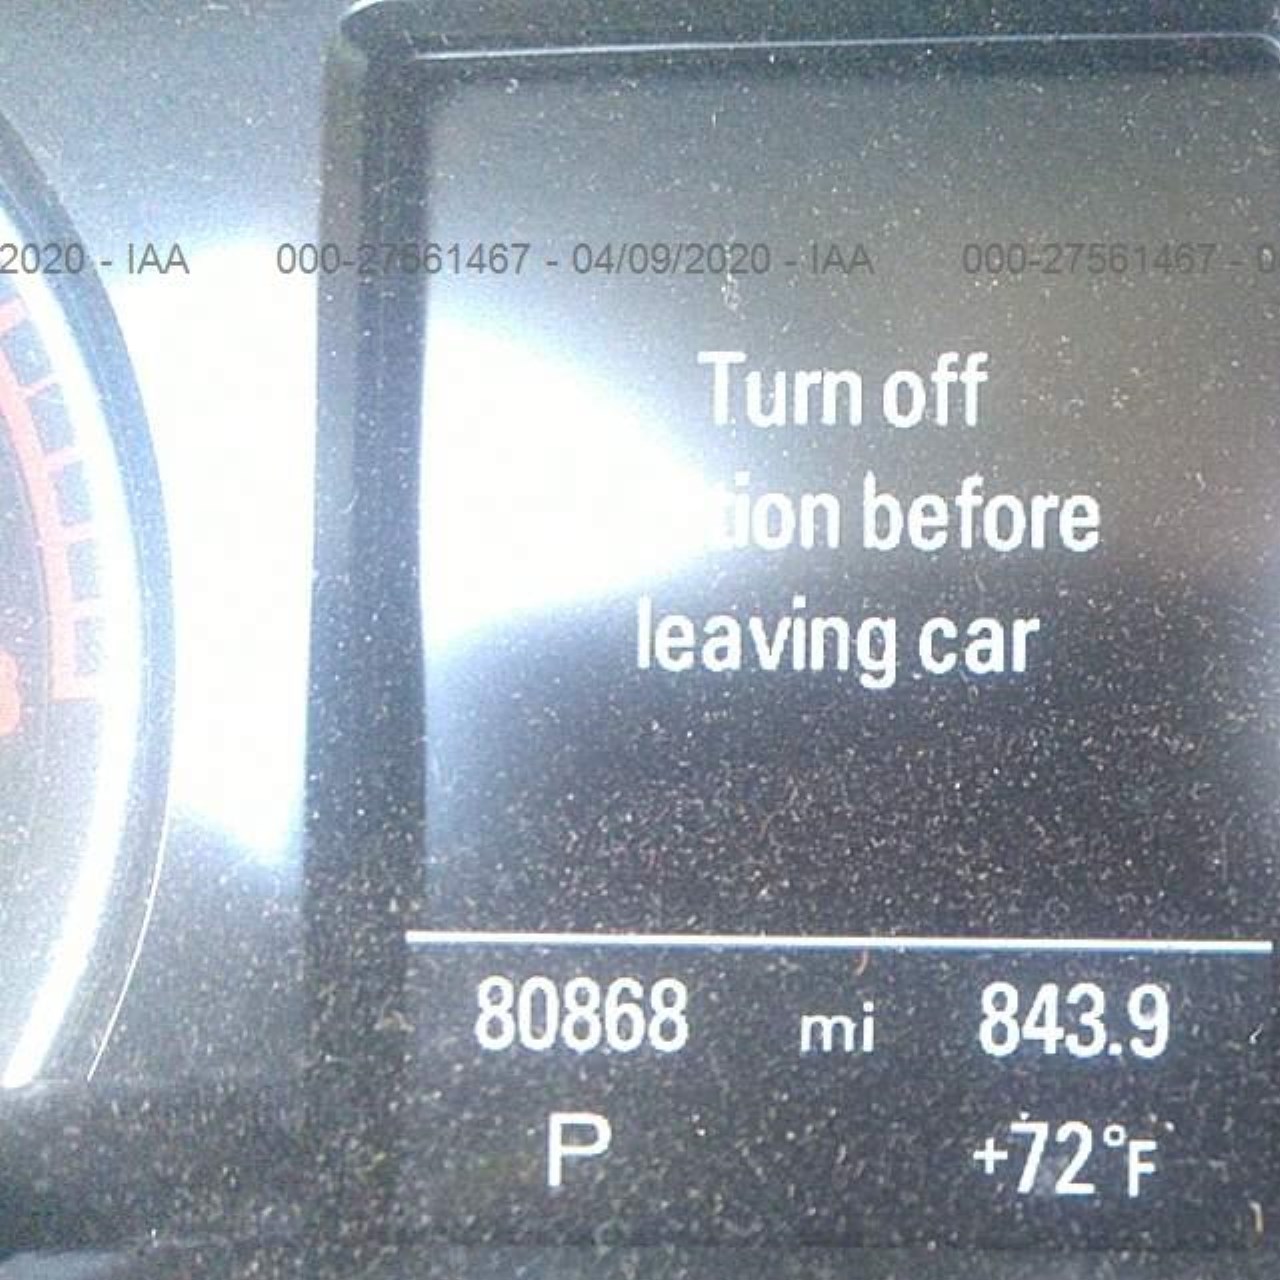 2020 - IAA 000-27561467 - 04/09/2020 - IAA 000-27561467 - 0
Turn off
before
leaving car
80868 mi 843.9
P +72°F